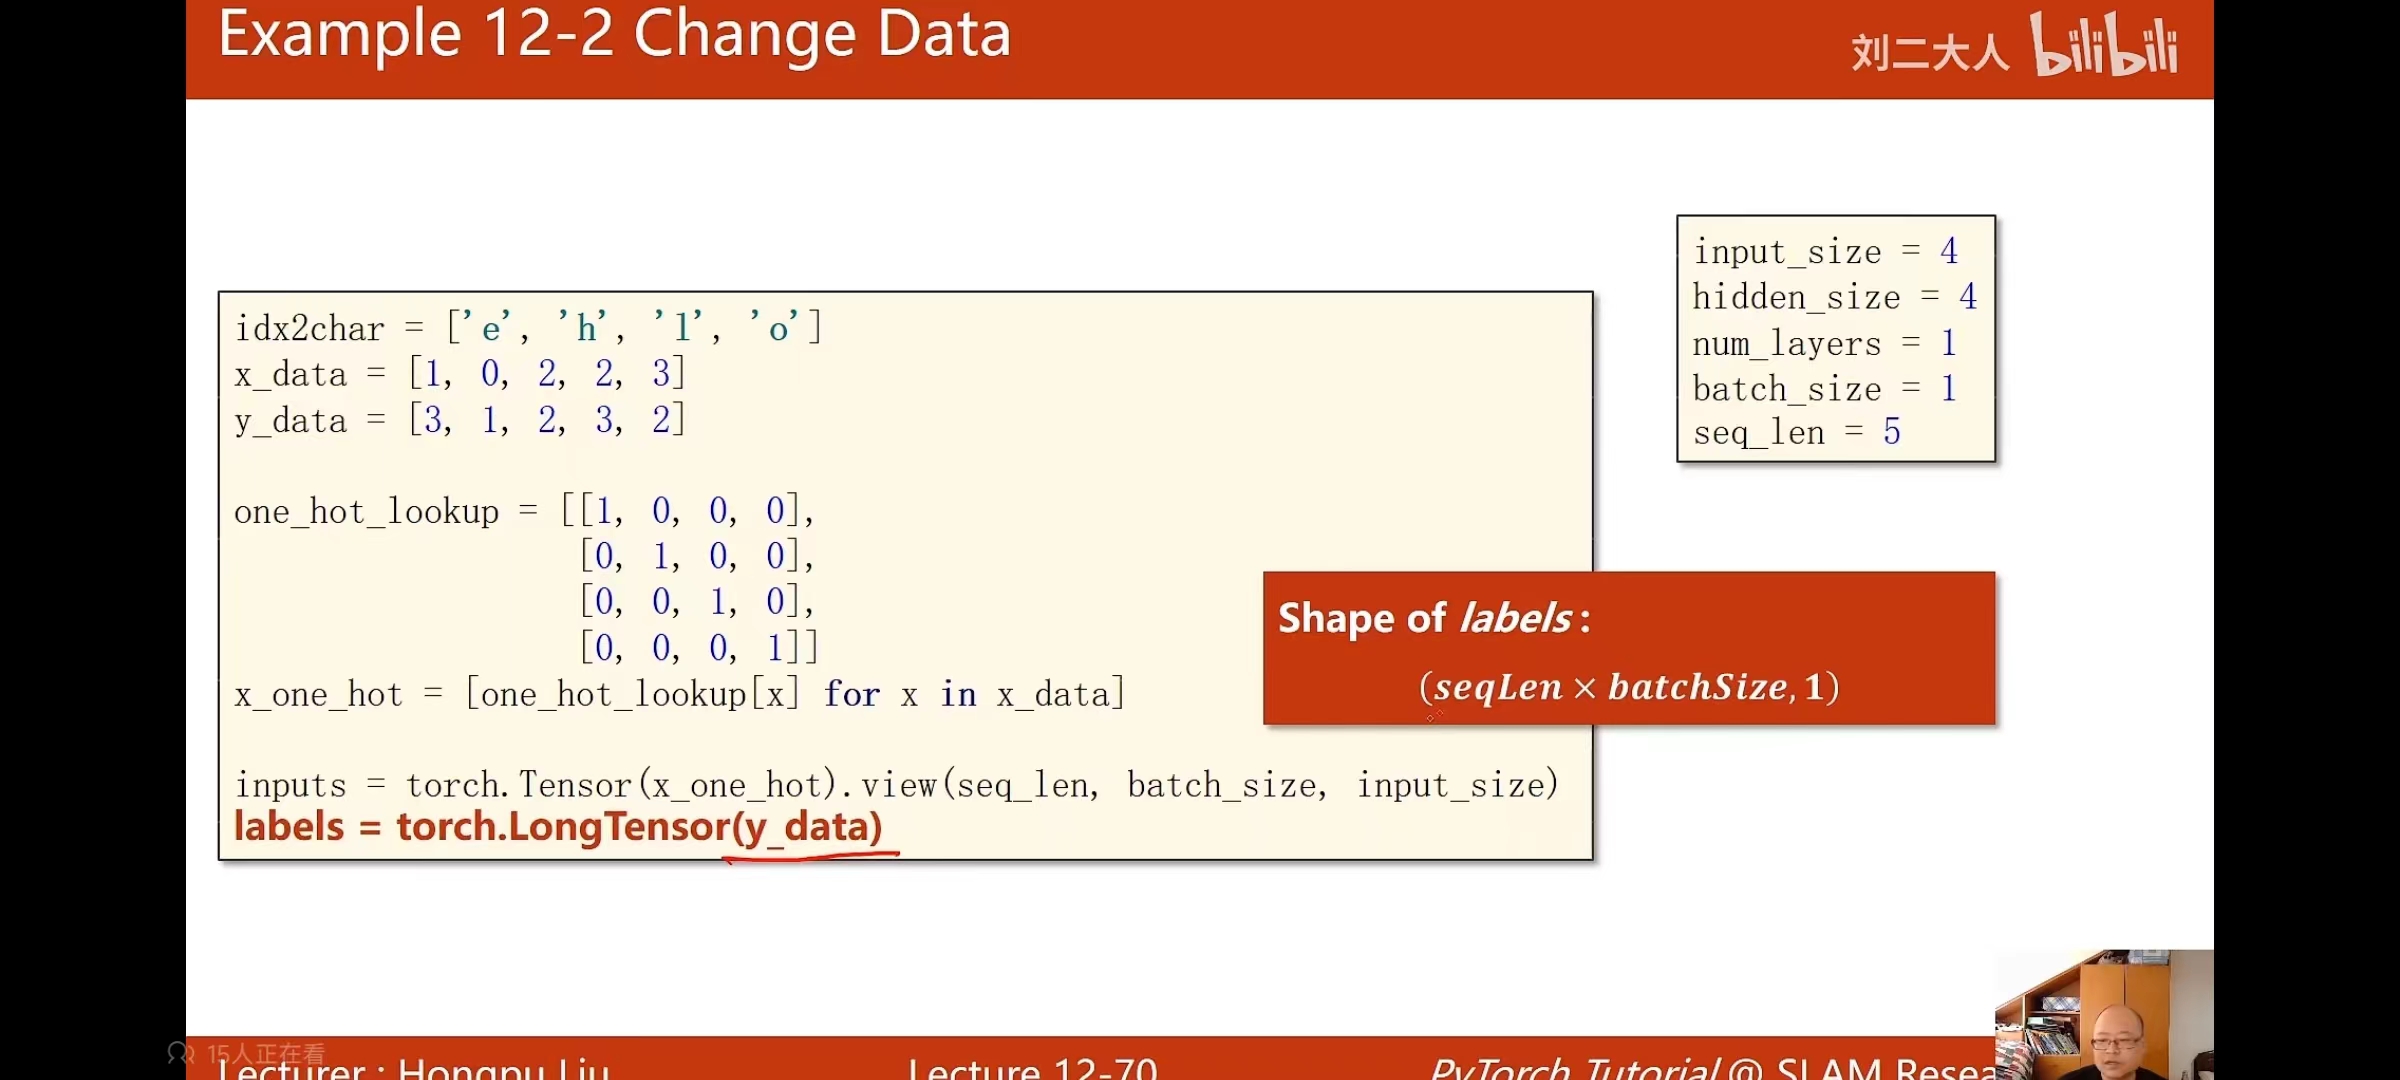 Example 12-2 Change Data
刘二大人 bilibili
input_size = 4
hidden_size = 4
num_layers = 1
batch_size = 1
seq_len = 5
idx2char = ['e', 'h', 'l', 'o']
x_data = [1, 0, 2, 2, 3]
y_data = [3, 1, 2, 3, 2]
one_hot_lookup = [[1, 0, 0, 0],
[0, 1, 0, 0],
[0, 0, 1, 0],
[0, 0, 0, 1]]
x_one_hot = [one_hot_lookup[x] for x in x_data]
inputs = torch.Tensor(x_one_hot).view(seq_len, batch_size, input_size)
labels = torch.LongTensor(y_data)
Shape of labels:
(seqLen × batchSize, 1)
15人正在看
Lecturer : Hongpu Liu
Lecture 12-70
PyTorch Tutorial @ SLAM Resea